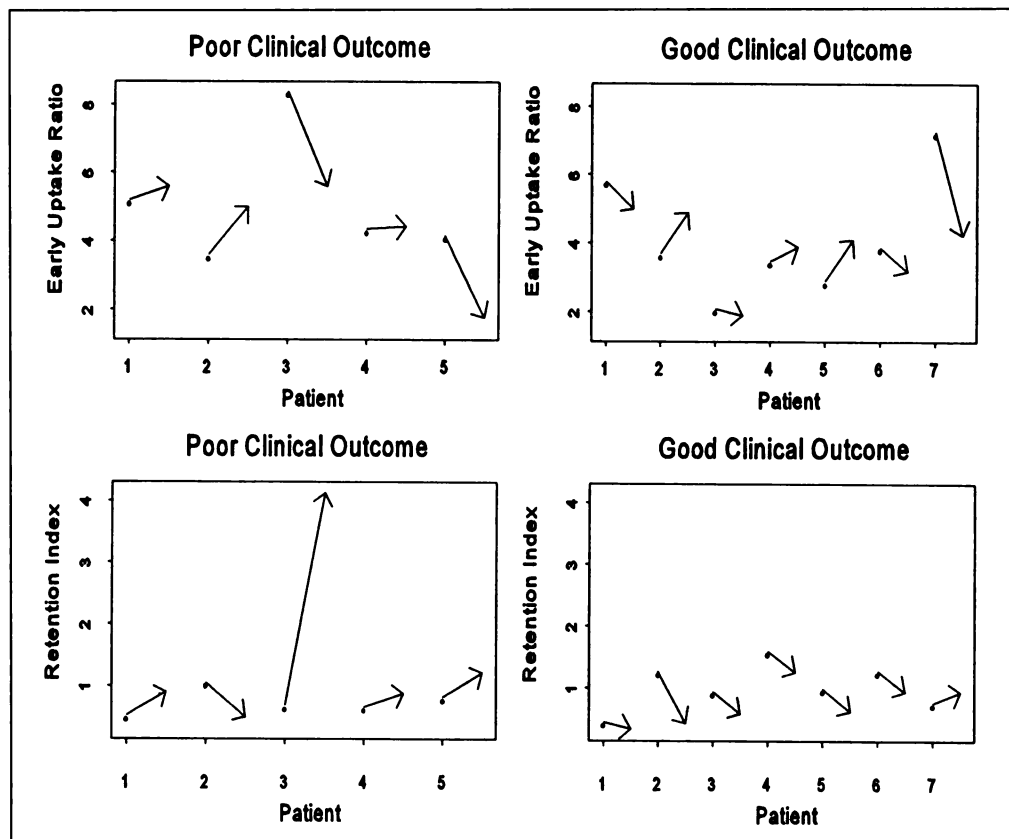 Poor Clinical Outcome
Early Uptake Ratio
8
6
4
2
1 2 3 4 5
Patient
Good Clinical Outcome
Early Uptake Ratio
8
6
4
2
1 2 3 4 5 6 7
Patient
Poor Clinical Outcome
Retention Index
4
3
2
1
1 2 3 4 5
Patient
Good Clinical Outcome
Retention Index
4
3
2
1
1 2 3 4 5 6 7
Patient